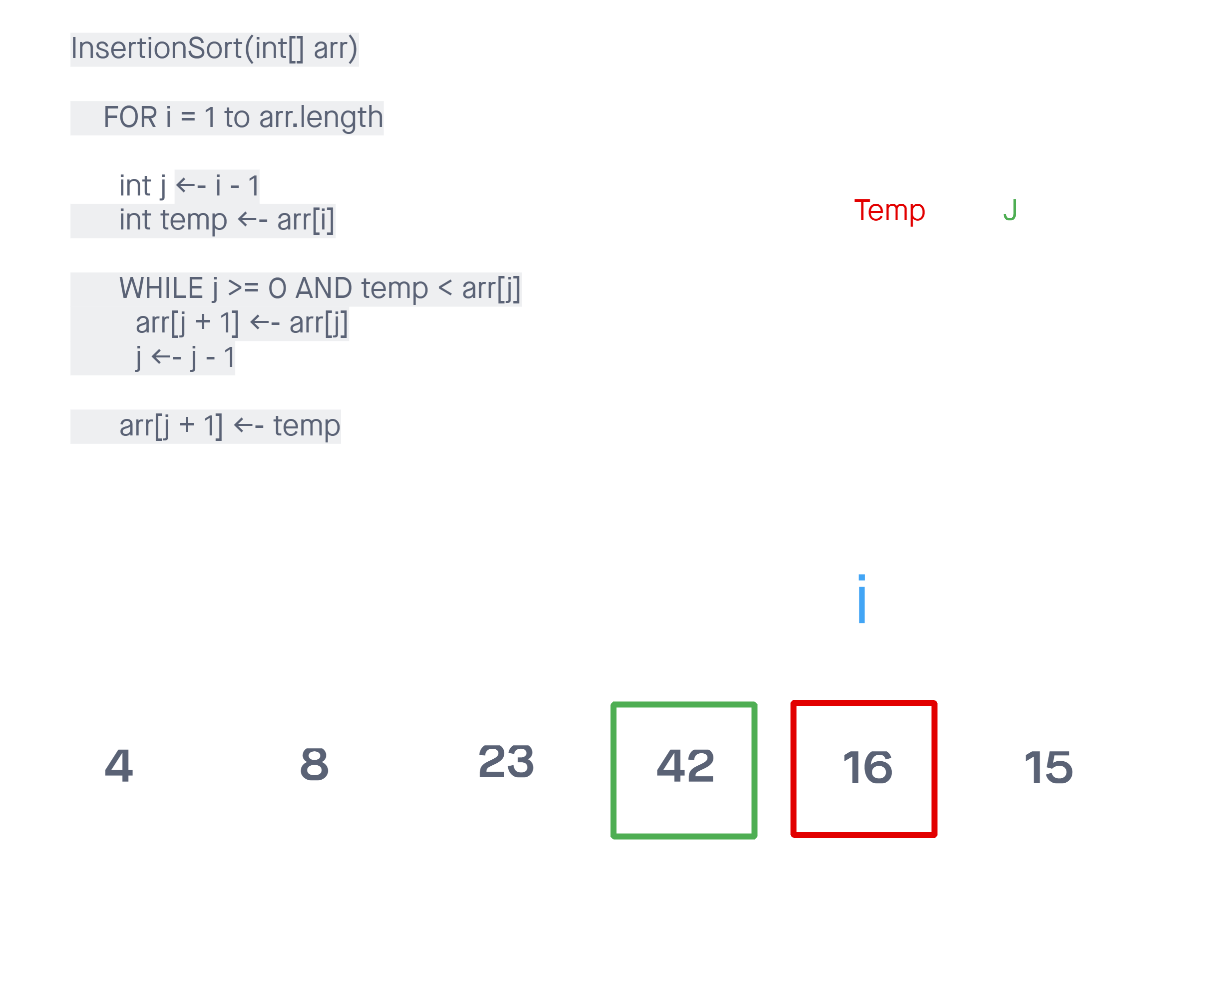 InsertionSort(int[] arr)
FOR i = 1 to arr.length
int j <-- i - 1
int temp <-- arr[i]
WHILE j >= 0 AND temp < arr[j]
arr[j + 1] <-- arr[j]
j <-- j - 1
arr[j + 1] <-- temp
Temp J
i
4 8 23 42 16 15